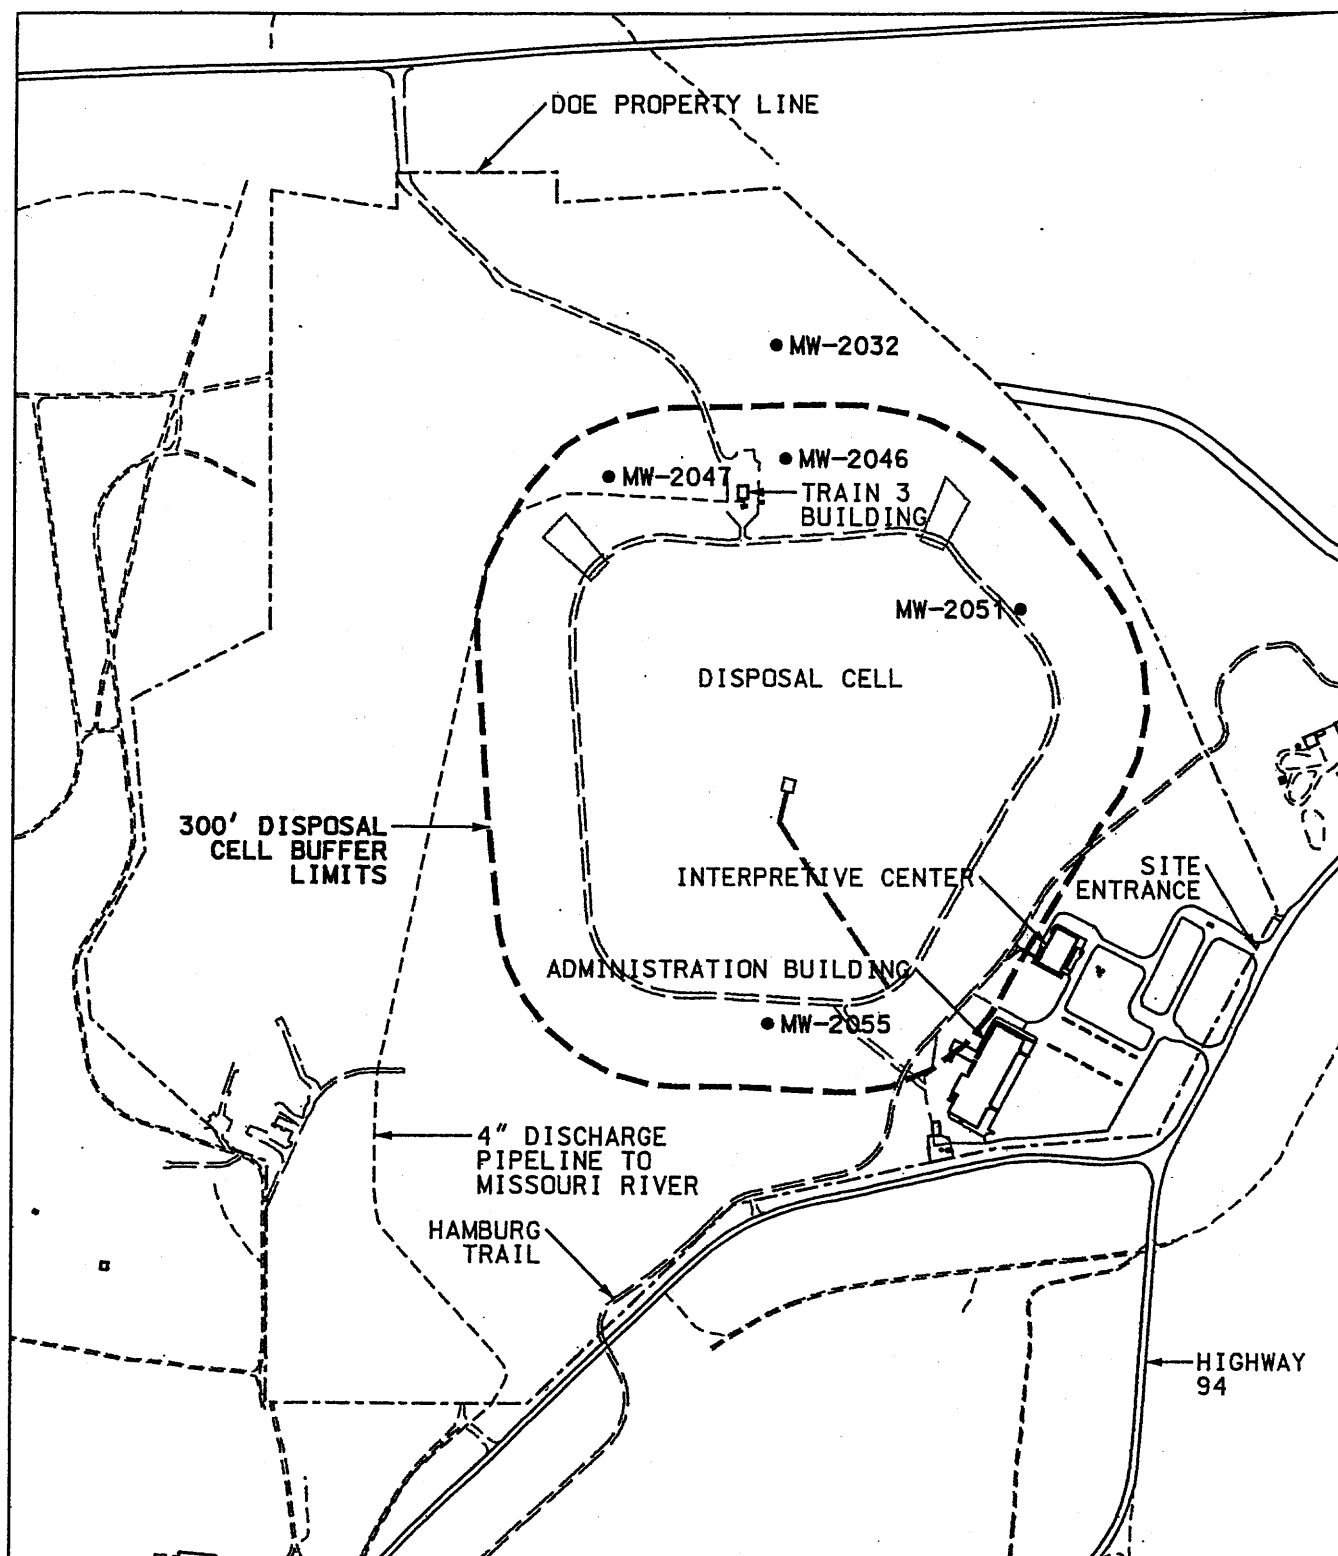 DOE PROPERTY LINE
MW-2032
MW-2046
MW-2047
TRAIN 3
BUILDING
MW-2051
DISPOSAL CELL
300' DISPOSAL
CELL BUFFER
LIMITS
INTERPRETIVE CENTER
SITE
ENTRANCE
ADMINISTRATION BUILDING
MW-2055
4" DISCHARGE
PIPELINE TO
MISSOURI RIVER
HAMBURG
TRAIL
HIGHWAY
94